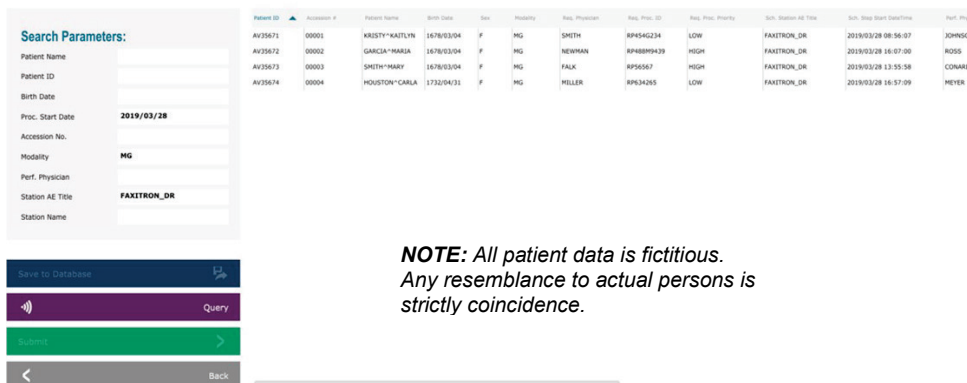 Search Parameters:
Patient Name
Patient ID
Birth Date
Proc. Start Date 2019/03/28
Accession No.
Modality MG
Perf. Physician
Station AE Title FAXITRON_DR
Station Name
Save to Database
Query
Submit
Back
Patient ID Accession # Patient Name Birth Date Sex Modality Req. Physician Req. Proc. ID Req. Proc. Priority Sch. Station AE Title Sch. Step Start DateTime Perf. Phy
AV35671 00001 KRISTY^KAITLYN 1678/03/04 F MG SMITH RP454G234 LOW FAXITRON_DR 2019/03/28 08:56:07 JOHNSO
AV35672 00002 GARCIA^MARIA 1678/03/04 F MG NEWMAN RP488M9439 HIGH FAXITRON_DR 2019/03/28 16:07:00 ROSS
AV35673 00003 SMITH^MARY 1678/03/04 F MG FALK RP56567 HIGH FAXITRON_DR 2019/03/28 13:55:58 CONARD
AV35674 00004 HOUSTON^CARLA 1732/04/31 F MG MILLER RP634265 LOW FAXITRON_DR 2019/03/28 16:57:09 MEYER
NOTE: All patient data is fictitious.
Any resemblance to actual persons is
strictly coincidence.